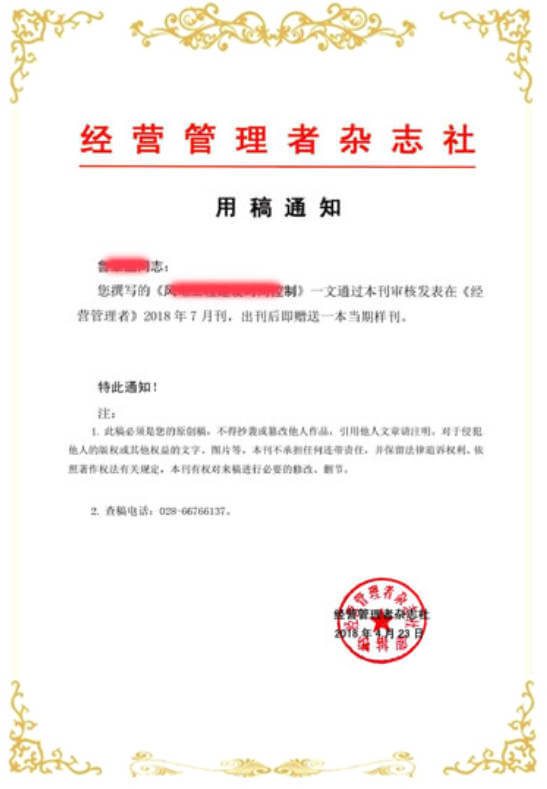 经营管理者杂志社
用稿通知
同志：
您撰写的《 控制》一文通过本刊审核发表在《经
营管理者》2018年7月刊，出刊后即赠送一本当期样刊。
特此通知！
注：
1. 此稿必须是您的原创稿，不得抄袭或篡改他人作品，引用他人文章请注明。对于侵犯
他人的版权或其他权益的文字、图片等，本刊不承担任何连带责任，并保留法律追诉权利。依
照著作权法有关规定，本刊有权对来稿进行必要的修改、删节。
2. 查稿电话：028-66766137。
经营管理者杂志社
经营管理者杂志社
2018年4月23日
编辑部